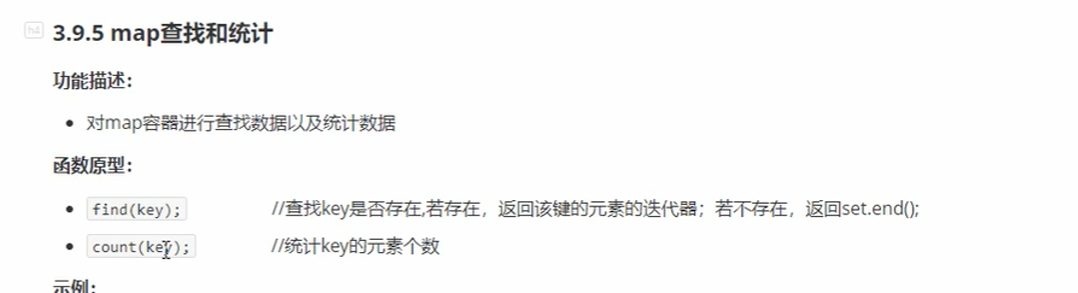 h4 3.9.5 map查找和统计
功能描述：
• 对map容器进行查找数据以及统计数据
函数原型：
• find(key); //查找key是否存在,若存在，返回该键的元素的迭代器；若不存在，返回set.end();
• count(key); //统计key的元素个数
示例：